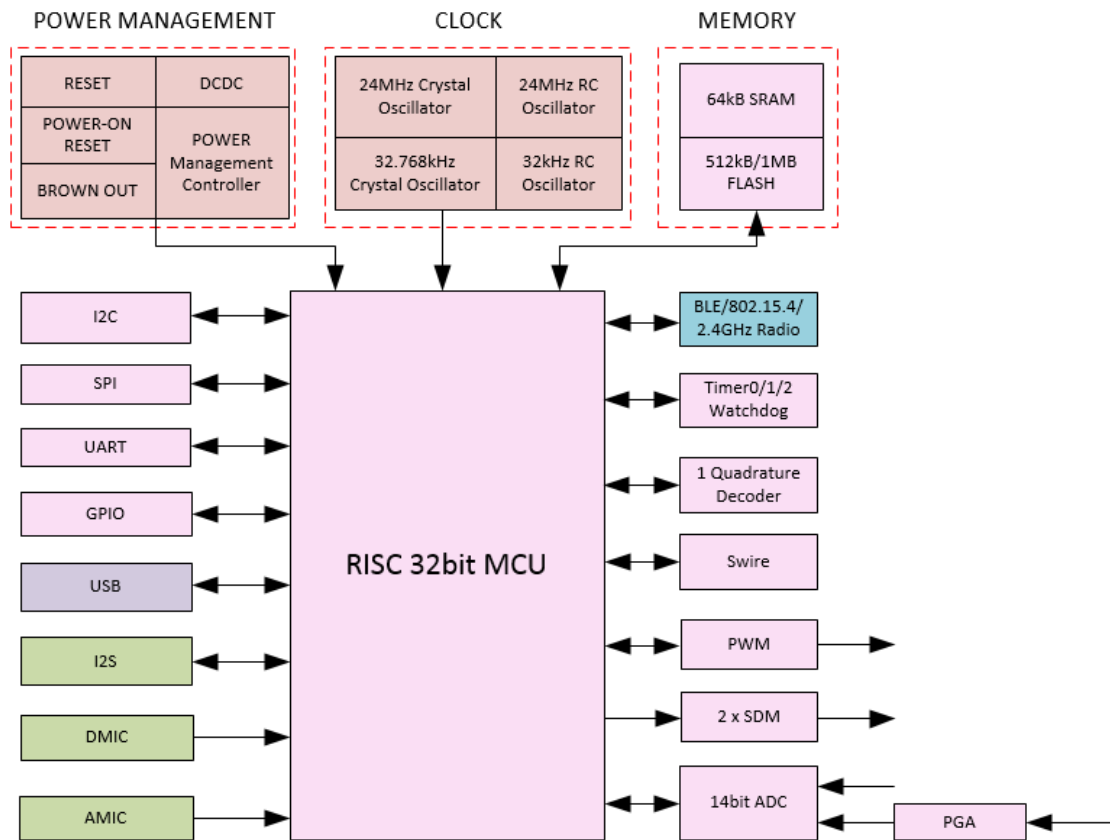 POWER MANAGEMENT
CLOCK
MEMORY
RESET
DCDC
POWER-ON
RESET
BROWN OUT
POWER
Management
Controller
24MHz Crystal
Oscillator
24MHz RC
Oscillator
32.768kHz
Crystal Oscillator
32kHz RC
Oscillator
64kB SRAM
512kB/1MB
FLASH
I2C
SPI
UART
GPIO
USB
I2S
DMIC
AMIC
RISC 32bit MCU
BLE/802.15.4/
2.4GHz Radio
Timer0/1/2
Watchdog
1 Quadrature
Decoder
Swire
PWM
2 x SDM
14bit ADC
PGA